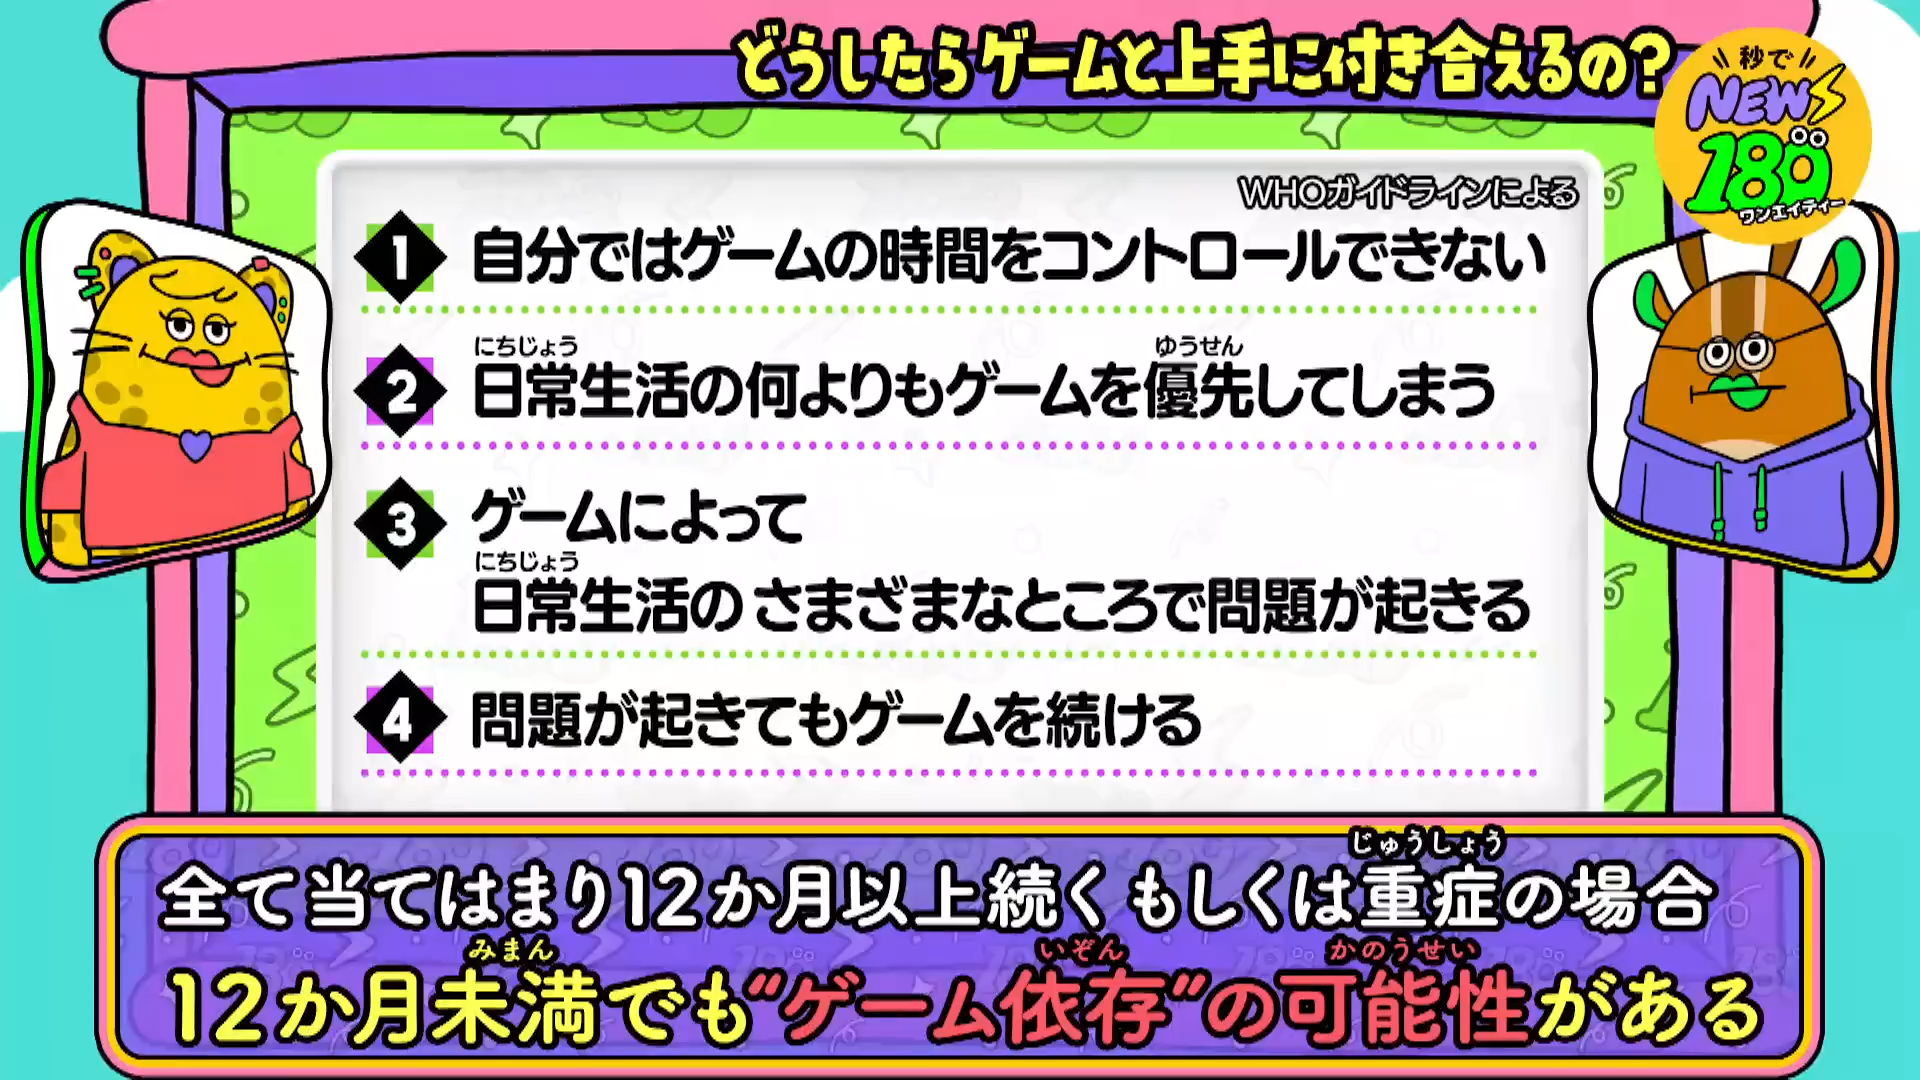 どうしたらゲームと上手に付き合えるの?
秒で
NEWS
180
ワンエイティー
WHOガイドラインによる
1 自分ではゲームの時間をコントロールできない
にちじょう ゆうせん
2 日常生活の何よりもゲームを優先してしまう
3 ゲームによって
にちじょう
日常生活の さまざまなところで問題が起きる
4 問題が起きてもゲームを続ける
じゅうしょう
全て当てはまり12か月以上続く もしくは重症の場合
みまん いぞん かのうせい
12か月未満でも“ゲーム依存”の可能性がある